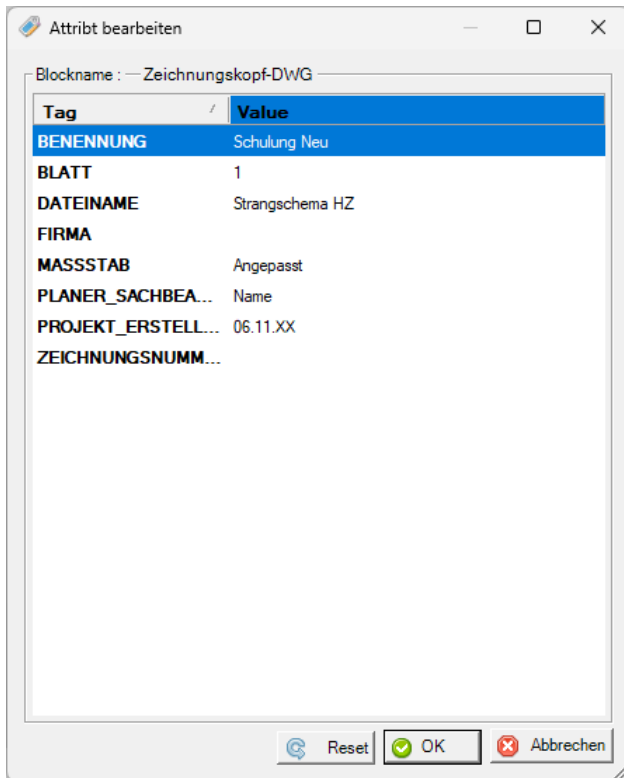 Attribt bearbeiten
Blockname : Zeichnungskopf-DWG
Tag Value
BENENNUNG Schulung Neu
BLATT 1
DATEINAME Strangschema HZ
FIRMA
MASSSTAB Angepasst
PLANER_SACHBEA... Name
PROJEKT_ERSTELL... 06.11.XX
ZEICHNUNGSNUMM...
Reset OK Abbrechen